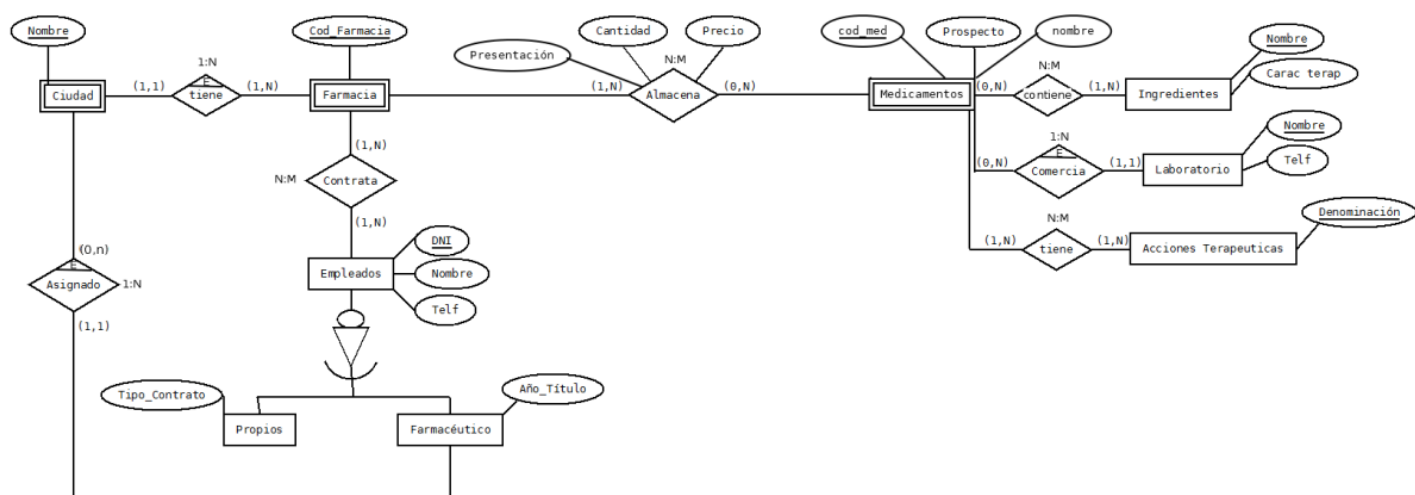 Nombre
Cod_Farmacia
Presentación
Cantidad
Precio
cod_med
Prospecto
nombre
Nombre
Carac terap
1:N
N:M
N:M
Ciudad
(1,1)
E
tiene
(1,N)
Farmacia
(1,N)
Almacena
(0,N)
Medicamentos
(0,N)
contiene
(1,N)
Ingredientes
(1,N)
N:M
Contrata
(1,N)
1:N
(0,N)
E
Comercia
(1,1)
Laboratorio
Nombre
Telf
N:M
(1,N)
tiene
(1,N)
Acciones Terapeuticas
Denominación
(0,n)
E
Asignado
1:N
(1,1)
Empleados
DNI
Nombre
Telf
Tipo_Contrato
Año_Título
Propios
Farmacéutico